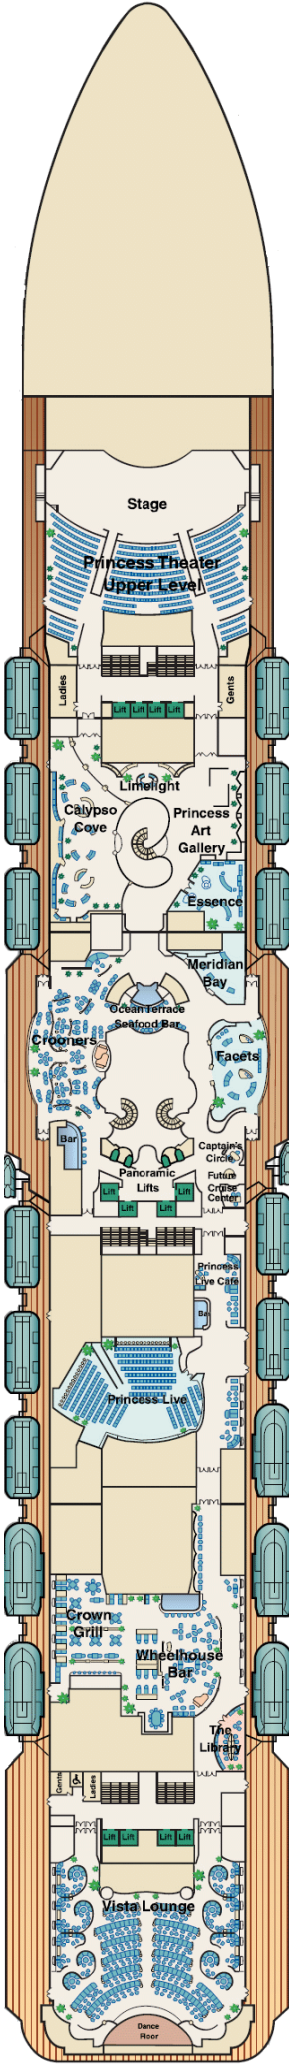 Stage
Princess Theater
Upper Level
Ladies
Gents
Lift Lift Lift Lift
Limelight
Calypso
Cove
Princess
Art
Gallery
Essence
Meridian
Bay
Ocean Terrace
Seafood Bar
Crooners
Facets
Bar
Captain's
Circle
Panoramic
Lifts
Future
Cruise
Center
Lift Lift
Lift Lift
Princess
Live Cafe
Bar
Princess Live
Crown
Grill
Wheelhouse
Bar
The
Library
Gents
Ladies
Lift Lift Lift Lift
Vista Lounge
Dance
Floor